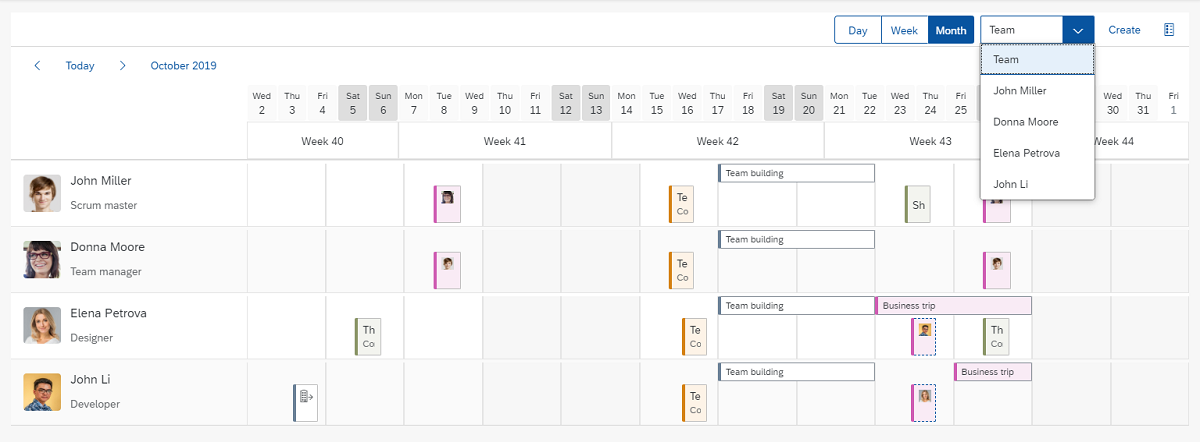 Day Week Month Team Create
Team
John Miller
Donna Moore
Elena Petrova
John Li
Today October 2019
Wed Thu Fri Sat Sun Mon Tue Wed Thu Fri Sat Sun Mon Tue Wed Thu Fri Sat Sun Mon Tue Wed Thu Fri Wed Thu Fri
2 3 4 5 6 7 8 9 10 11 12 13 14 15 16 17 18 19 20 21 22 23 24 25 30 31 1
Week 40 Week 41 Week 42 Week 43 Week 44
John Miller
Scrum master
Team building
Te
Co
Sh
Donna Moore
Team manager
Team building
Te
Co
Elena Petrova
Designer
Team building Business trip
Th
Co
Te
Co
Th
Co
John Li
Developer
Team building Business trip
Te
Co